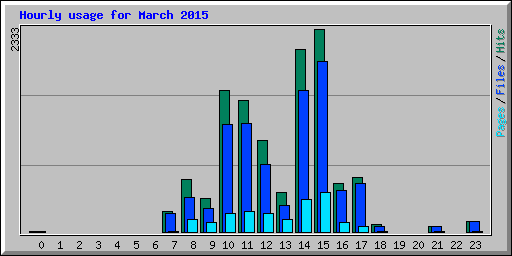 Hourly usage for March 2015
2333
Pages/Files/Hits
0 1 2 3 4 5 6 7 8 9 10 11 12 13 14 15 16 17 18 19 20 21 22 23